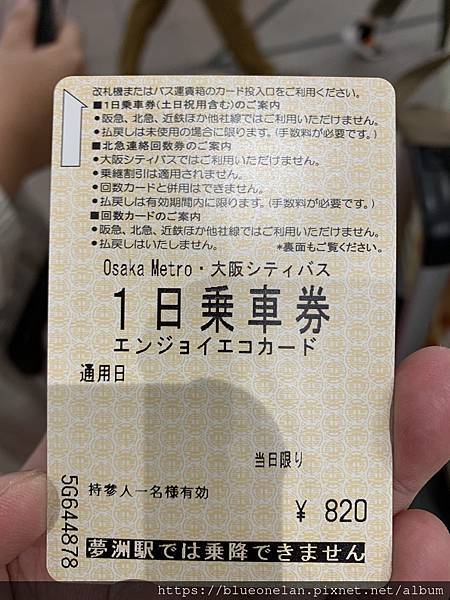 改札機またはバス運賃箱のカード投入口をご利用ください。
■1日乗車券(土日祝用含む)のご案内
●阪急、北急、近鉄ほか他社線ではご利用いただけません。
●払戻しは未使用の場合に限ります。(手数料が必要です。)
■北急連絡回数券のご案内
●大阪シティバスではご利用いただけません。
●乗継割引は適用されません。
●回数カードと併用はできません。
●払戻しは有効期間内に限ります。(手数料が必要です。)
■回数カードのご案内
●阪急、北急、近鉄ほか他社線ではご利用いただけません。
●払戻しはいたしません。 *裏面もご覧ください。
Osaka Metro・大阪シティバス
1日乗車券
エンジョイエコカード
通用日
当日限り
持参人一名様有効
¥ 820
5G644878
夢洲駅では乗降できません
https://blueonelan.pixnet.net/album